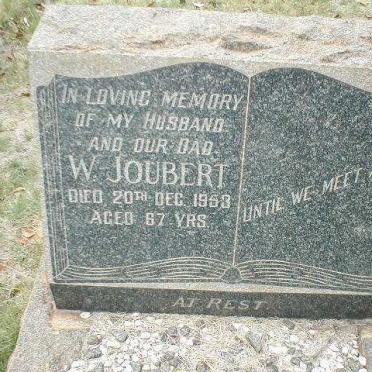 IN LOVING MEMORY
OF MY HUSBAND
AND OUR DAD
W. JOUBERT
DIED 20TH DEC. 1953
AGED 67 YRS.
UNTIL WE MEET
AT REST